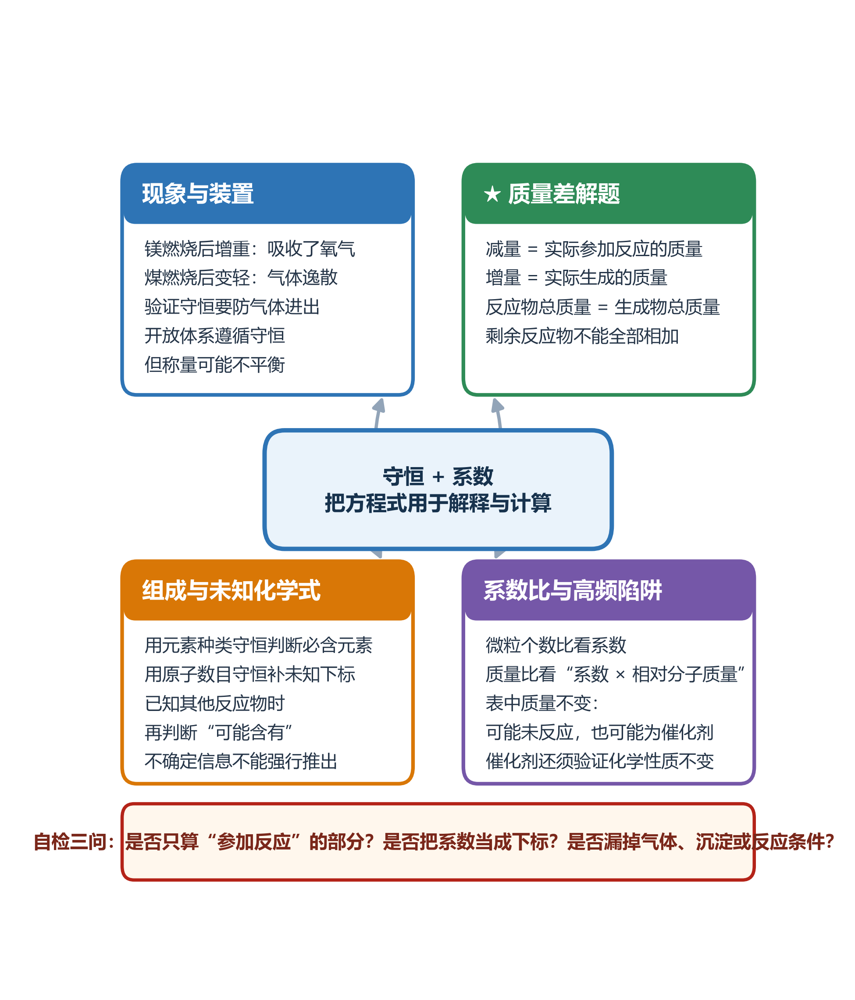 现象与装置
镁燃烧后增重：吸收了氧气
煤燃烧后变轻：气体逸散
验证守恒要防气体进出
开放体系遵循守恒
但称量可能不平衡
★ 质量差解题
减量 = 实际参加反应的质量
增量 = 实际生成的质量
反应物总质量 = 生成物总质量
剩余反应物不能全部相加
守恒 + 系数
把方程式用于解释与计算
组成与未知化学式
用元素种类守恒判断必含元素
用原子数目守恒补未知下标
已知其他反应物时
再判断“可能含有”
不确定信息不能强行推出
系数比与高频陷阱
微粒个数比看系数
质量比看“系数 × 相对分子质量”
表中质量不变：
可能未反应，也可能为催化剂
催化剂还须验证化学性质不变
自检三问：是否只算“参加反应”的部分？是否把系数当成下标？是否漏掉气体、沉淀或反应条件？